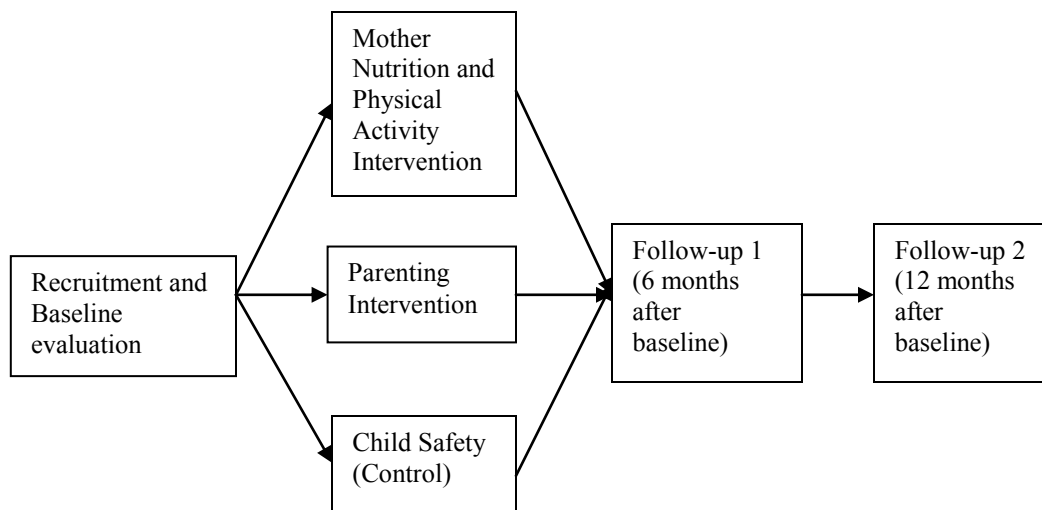 Mother
Nutrition and
Physical
Activity
Intervention
Recruitment and
Baseline
evaluation
Parenting
Intervention
Child Safety
(Control)
Follow-up 1
(6 months
after
baseline)
Follow-up 2
(12 months
after
baseline)